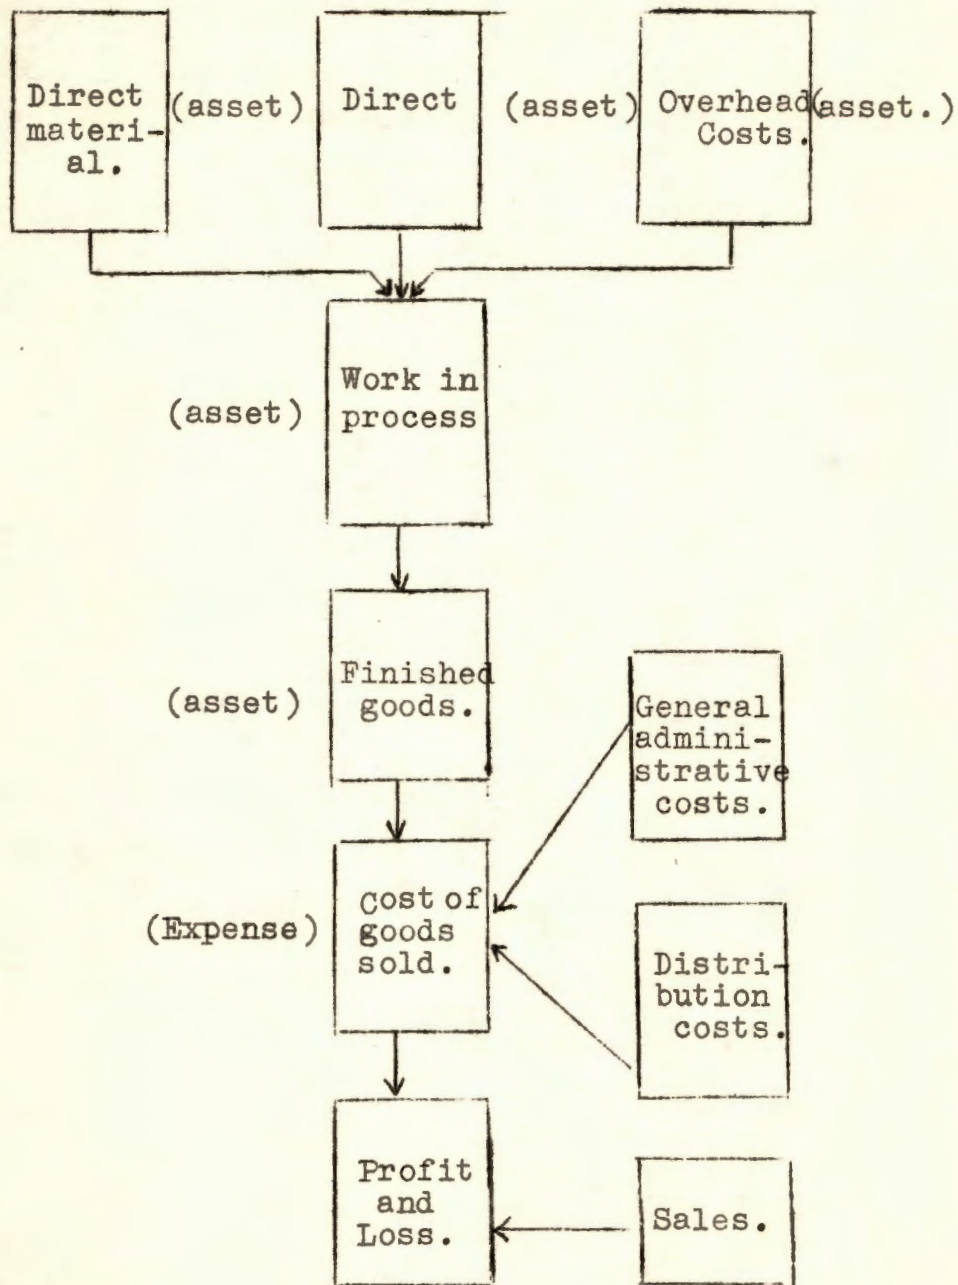 Direct
materi-
al.
(asset)
Direct
(asset)
Overhead
Costs.
(asset.)
(asset)
Work in
process
(asset)
Finished
goods.
General
admini-
strative
costs.
(Expense)
Cost of
goods
sold.
Distri-
bution
costs.
Profit
and
Loss.
Sales.